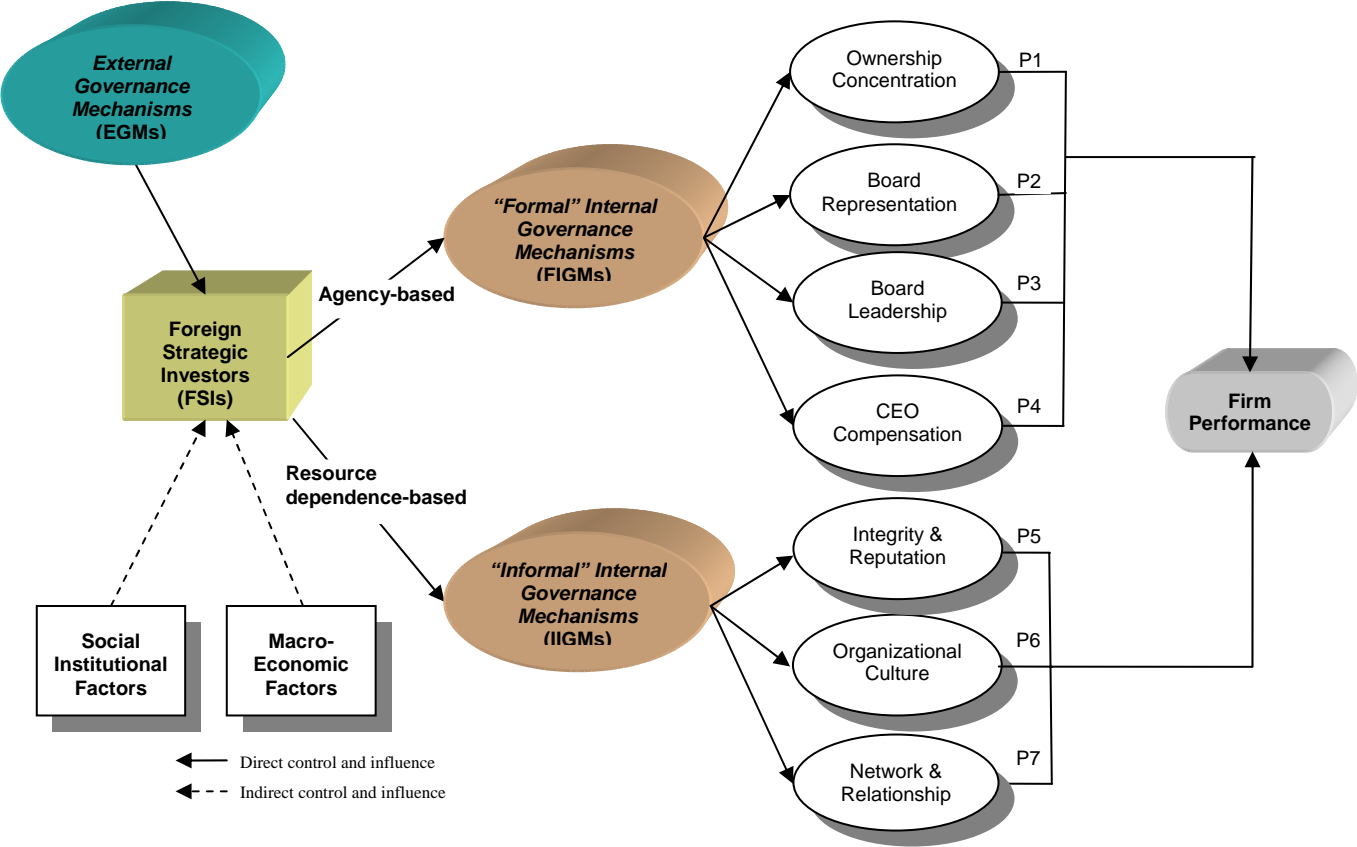 External
Governance
Mechanisms
(EGMs)
Foreign
Strategic
Investors
(FSIs)
Social
Institutional
Factors
Macro-
Economic
Factors
Direct control and influence
Indirect control and influence
Agency-based
Resource
dependence-based
“Formal” Internal
Governance
Mechanisms
(FIGMs)
“Informal” Internal
Governance
Mechanisms
(IIGMs)
Ownership
Concentration
P1
Board
Representation
P2
Board
Leadership
P3
CEO
Compensation
P4
Integrity &
Reputation
P5
Organizational
Culture
P6
Network &
Relationship
P7
Firm
Performance